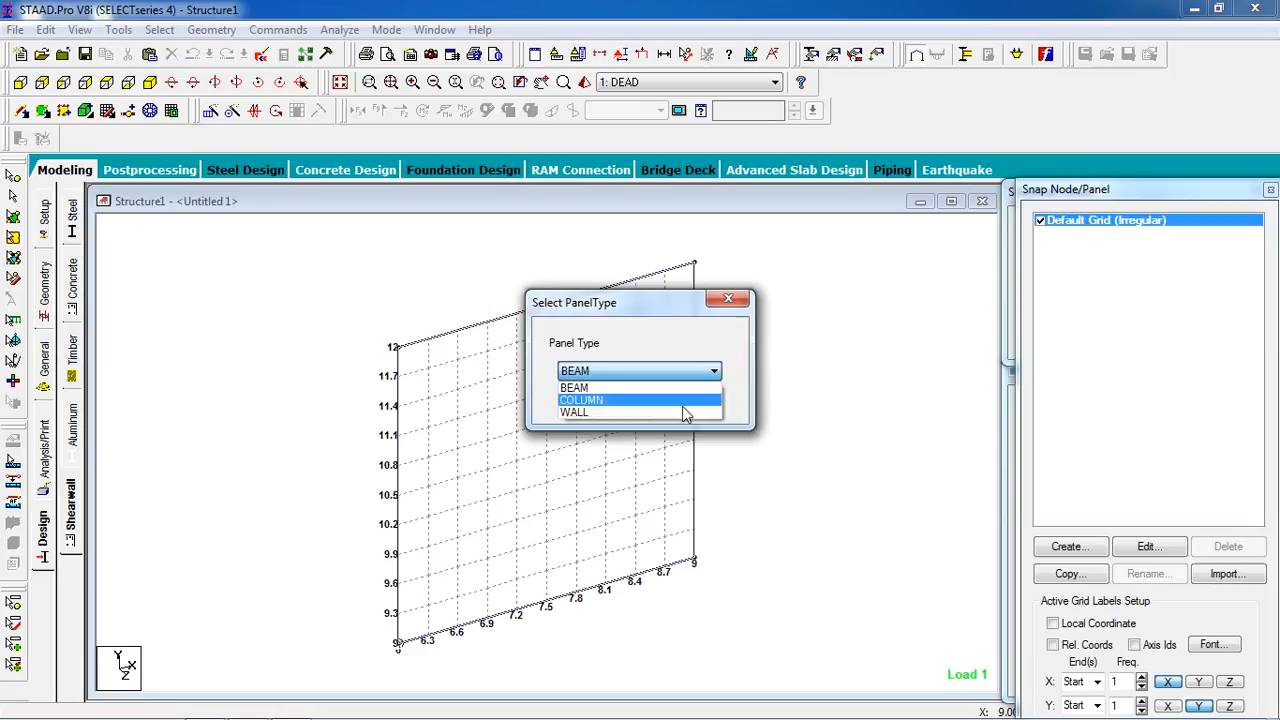 STAAD.Pro V8i (SELECTseries 4) - Structure1
File Edit View Tools Select Geometry Commands Analyze Mode Window Help
1: DEAD
Modeling Postprocessing Steel Design Concrete Design Foundation Design RAM Connection Bridge Deck Advanced Slab Design Piping Earthquake
Structure1 - <Untitled 1>
Setup
Geometry
General
Analysis/Print
Design
Steel
Concrete
Timber
Aluminum
Shearwall
12
11.7
11.4
11.1
10.8
10.5
10.2
9.9
9.6
9.3
9
6.3
6.6
6.9
7.2
7.5
7.8
8.1
8.4
8.7
9
Select PanelType
Panel Type
BEAM
BEAM
COLUMN
WALL
Y
X
Z
Load 1
Snap Node/Panel
Default Grid (Irregular)
Create... Edit... Delete
Copy... Rename... Import...
Active Grid Labels Setup
Local Coordinate
Rel. Coords Axis Ids Font...
End(s) Freq.
X: Start 1 X Y Z
Y: Start 1 X Y Z